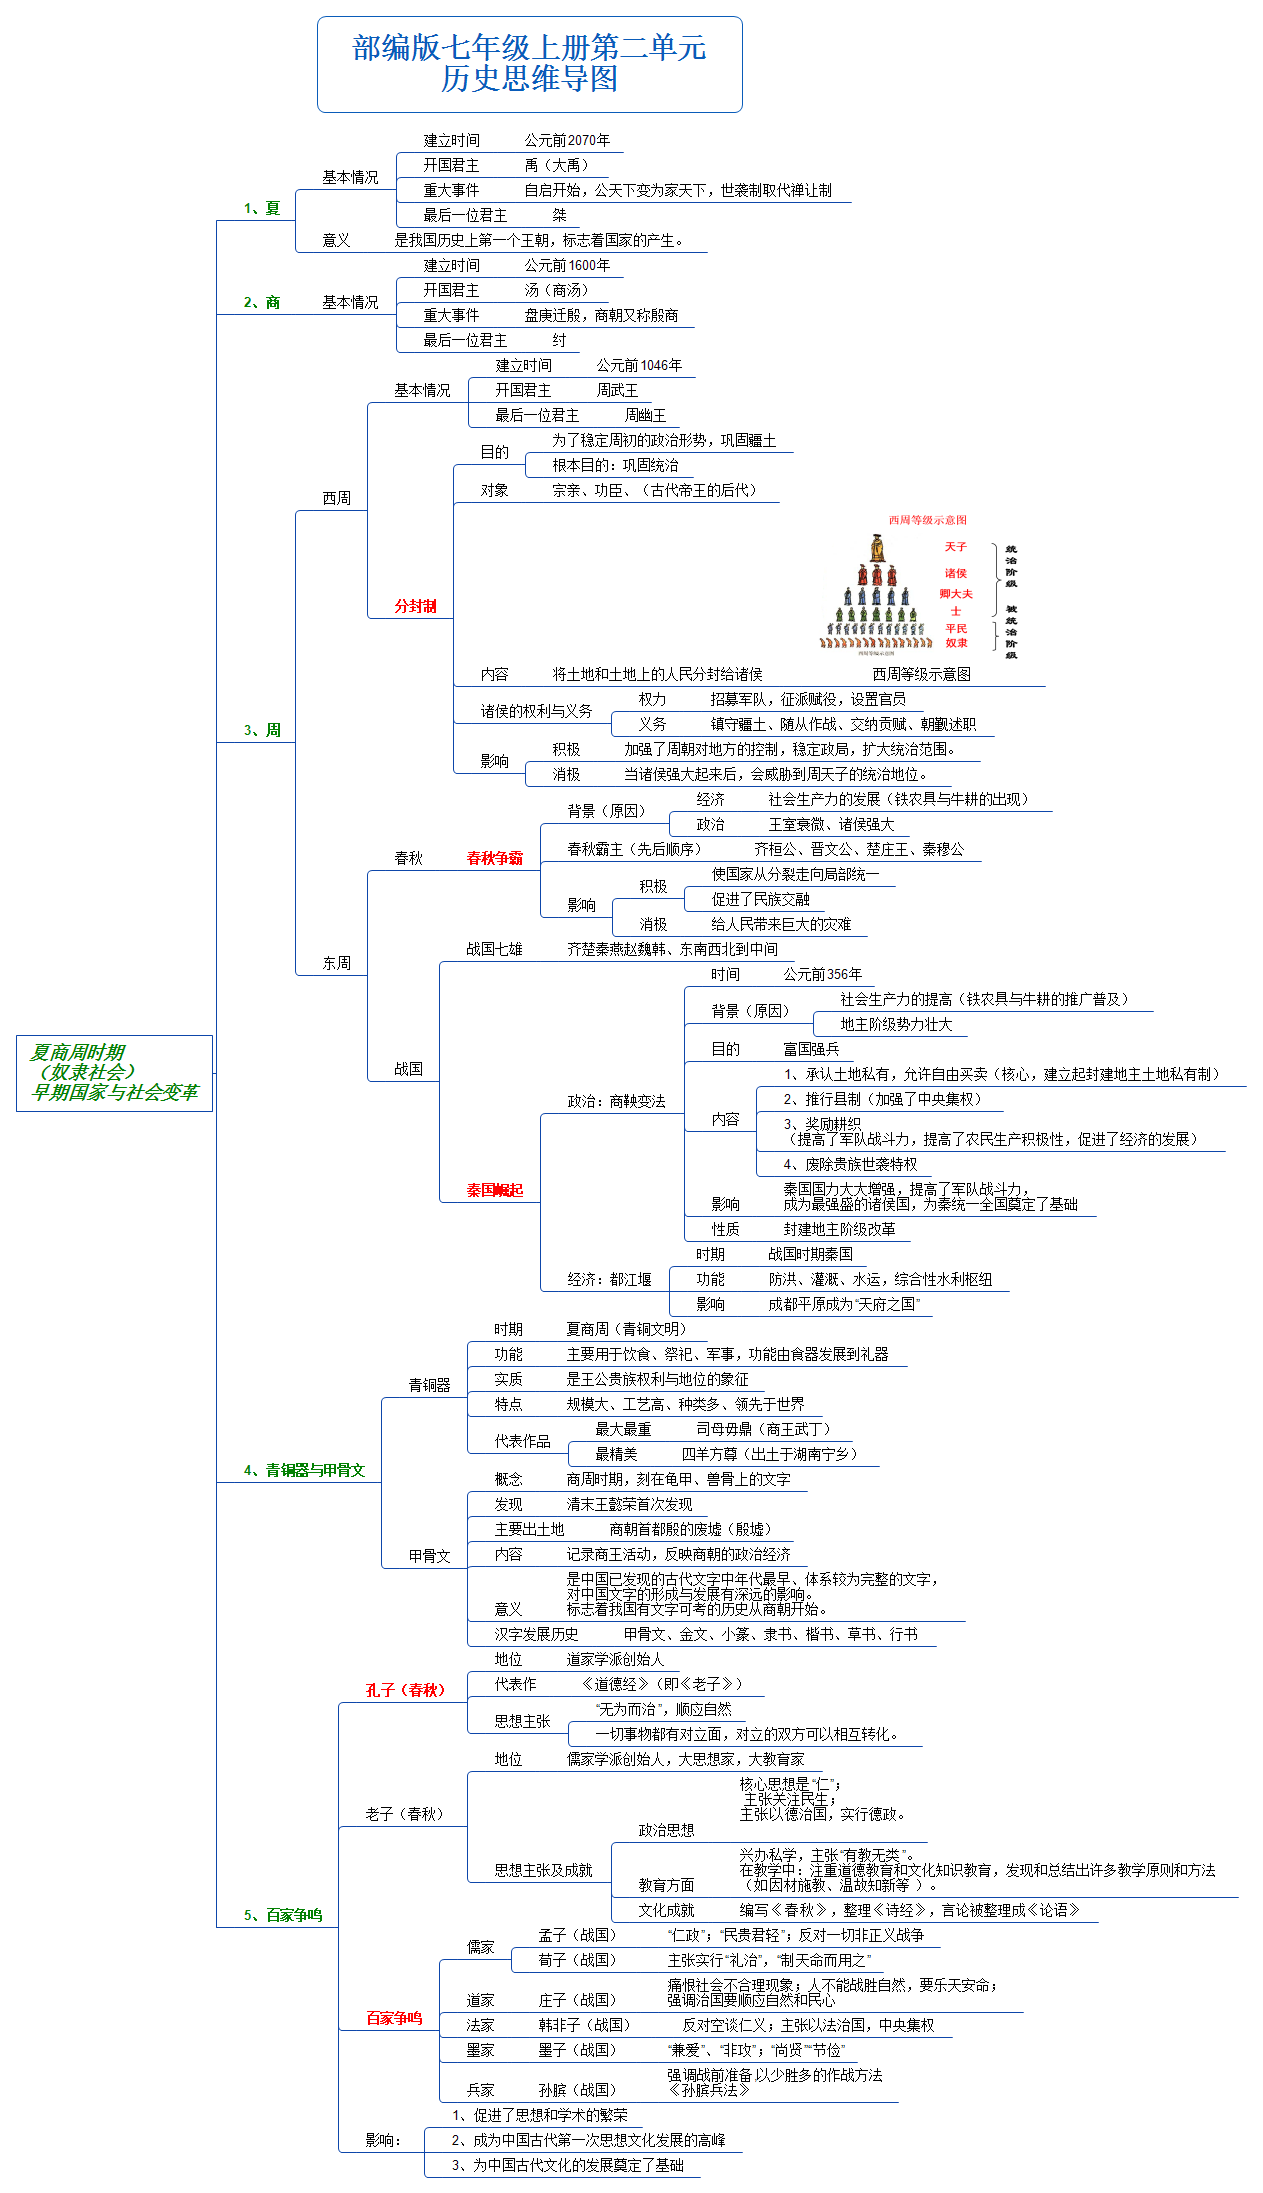 部编版七年级上册第二单元
历史思维导图
夏商周时期
（奴隶社会）
早期国家与社会变革
1、夏
基本情况
建立时间 公元前2070年
开国君主 禹（大禹）
重大事件 自启开始，公天下变为家天下，世袭制取代禅让制
最后一位君主 桀
意义 是我国历史上第一个王朝，标志着国家的产生。
2、商
基本情况
建立时间 公元前1600年
开国君主 汤（商汤）
重大事件 盘庚迁殷，商朝又称殷商
最后一位君主 纣
3、周
西周
基本情况
建立时间 公元前1046年
开国君主 周武王
最后一位君主 周幽王
分封制
目的
为了稳定周初的政治形势，巩固疆土
根本目的：巩固统治
对象 宗亲、功臣、（古代帝王的后代）
西周等级示意图
天子
诸侯
卿大夫
士
平民
奴隶
统治阶级
被统治阶级
西周等级示意图
内容 将土地和土地上的人民分封给诸侯 西周等级示意图
诸侯的权利与义务
权力 招募军队，征派赋役，设置官员
义务 镇守疆土、随从作战、交纳贡赋、朝觐述职
影响
积极 加强了周朝对地方的控制，稳定政局，扩大统治范围。
消极 当诸侯强大起来后，会威胁到周天子的统治地位。
东周
春秋
春秋争霸
背景（原因）
经济 社会生产力的发展（铁农具与牛耕的出现）
政治 王室衰微、诸侯强大
春秋霸主（先后顺序） 齐桓公、晋文公、楚庄王、秦穆公
影响
积极
使国家从分裂走向局部统一
促进了民族交融
消极 给人民带来巨大的灾难
战国
战国七雄 齐楚秦燕赵魏韩、东南西北到中间
秦国崛起
政治：商鞅变法
时间 公元前356年
背景（原因）
社会生产力的提高（铁农具与牛耕的推广普及）
地主阶级势力壮大
目的 富国强兵
内容
1、承认土地私有，允许自由买卖（核心，建立起封建地主土地私有制）
2、推行县制（加强了中央集权）
3、奖励耕织
（提高了军队战斗力，提高了农民生产积极性，促进了经济的发展）
4、废除贵族世袭特权
影响
秦国国力大大增强，提高了军队战斗力，
成为最强盛的诸侯国，为秦统一全国奠定了基础
性质 封建地主阶级改革
经济：都江堰
时期 战国时期秦国
功能 防洪、灌溉、水运，综合性水利枢纽
影响 成都平原成为“天府之国”
4、青铜器与甲骨文
青铜器
时期 夏商周（青铜文明）
功能 主要用于饮食、祭祀、军事，功能由食器发展到礼器
实质 是王公贵族权利与地位的象征
特点 规模大、工艺高、种类多、领先于世界
代表作品
最大最重 司母毋鼎（商王武丁）
最精美 四羊方尊（出土于湖南宁乡）
甲骨文
概念 商周时期，刻在龟甲、兽骨上的文字
发现 清末王懿荣首次发现
主要出土地 商朝首都殷的废墟（殷墟）
内容 记录商王活动，反映商朝的政治经济
意义
是中国已发现的古代文字中年代最早、体系较为完整的文字，
对中国文字的形成与发展有深远的影响。
标志着我国有文字可考的历史从商朝开始。
汉字发展历史 甲骨文、金文、小篆、隶书、楷书、草书、行书
5、百家争鸣
孔子（春秋）
地位 道家学派创始人
代表作 《道德经》（即《老子》）
思想主张
“无为而治”，顺应自然
一切事物都有对立面，对立的双方可以相互转化。
老子（春秋）
地位 儒家学派创始人，大思想家，大教育家
思想主张及成就
政治思想
核心思想是“仁”；
主张关注民生；
主张以德治国，实行德政。
教育方面
兴办私学，主张“有教无类”。
在教学中：注重道德教育和文化知识教育，发现和总结出许多教学原则和方法
（如因材施教、温故知新等 ）。
文化成就 编写《春秋》，整理《诗经》，言论被整理成《论语》
百家争鸣
儒家
孟子（战国） “仁政”；“民贵君轻”；反对一切非正义战争
荀子（战国） 主张实行“礼治”，“制天命而用之”
道家 庄子（战国）
痛恨社会不合理现象；人不能战胜自然，要乐天安命；
强调治国要顺应自然和民心
法家 韩非子（战国） 反对空谈仁义；主张以法治国，中央集权
墨家 墨子（战国） “兼爱”、“非攻”；“尚贤”“节俭”
兵家 孙膑（战国）
强调战前准备,以少胜多的作战方法
《孙膑兵法》
影响：
1、促进了思想和学术的繁荣
2、成为中国古代第一次思想文化发展的高峰
3、为中国古代文化的发展奠定了基础